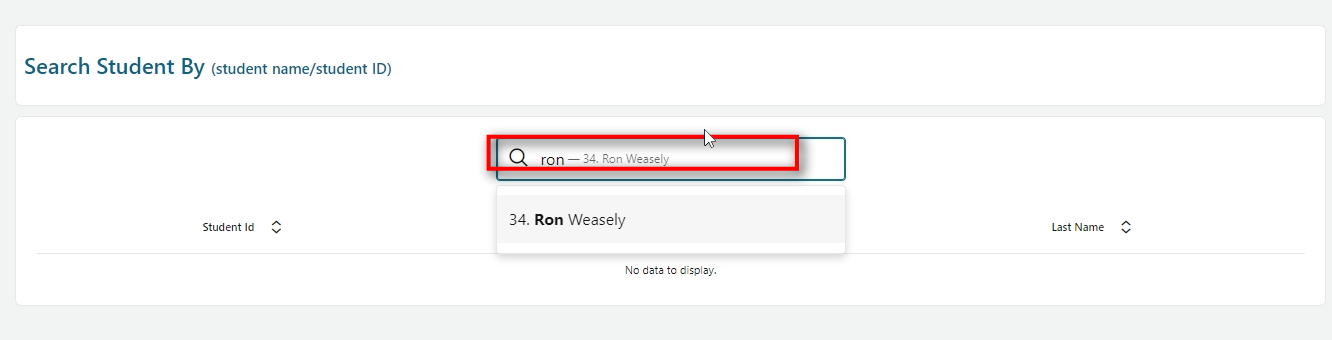 Search Student By (student name/student ID)
ron — 34. Ron Weasely
34. Ron Weasely
Student Id Last Name
No data to display.